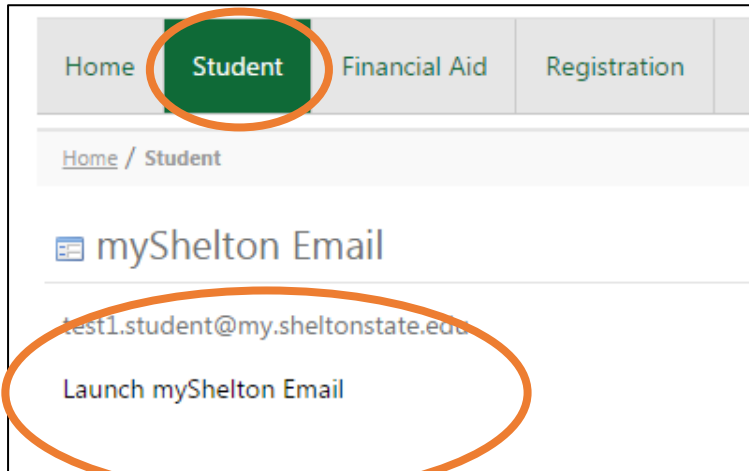 Home Student Financial Aid Registration
Home / Student
myShelton Email
test1.student@my.sheltonstate.edu
Launch myShelton Email